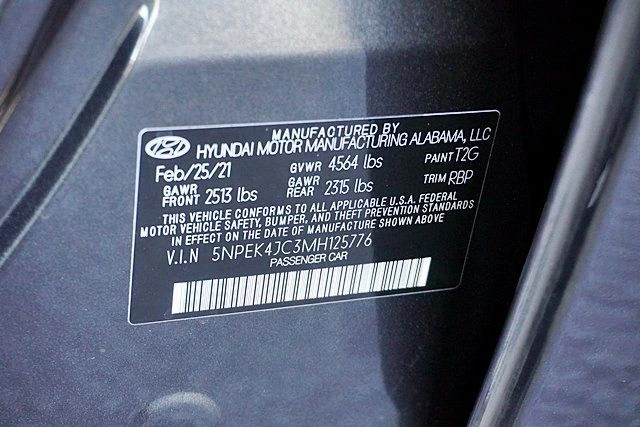 MANUFACTURED BY
HYUNDAI MOTOR MANUFACTURING ALABAMA, LLC
Feb/25/21 GVWR 4564 lbs PAINT T2G
GAWR FRONT 2513 lbs GAWR REAR 2315 lbs TRIM RBP
THIS VEHICLE CONFORMS TO ALL APPLICABLE U.S.A. FEDERAL
MOTOR VEHICLE SAFETY, BUMPER, AND THEFT PREVENTION STANDARDS
IN EFFECT ON THE DATE OF MANUFACTURE SHOWN ABOVE
V.I.N 5NPEK4JC3MH125776
PASSENGER CAR